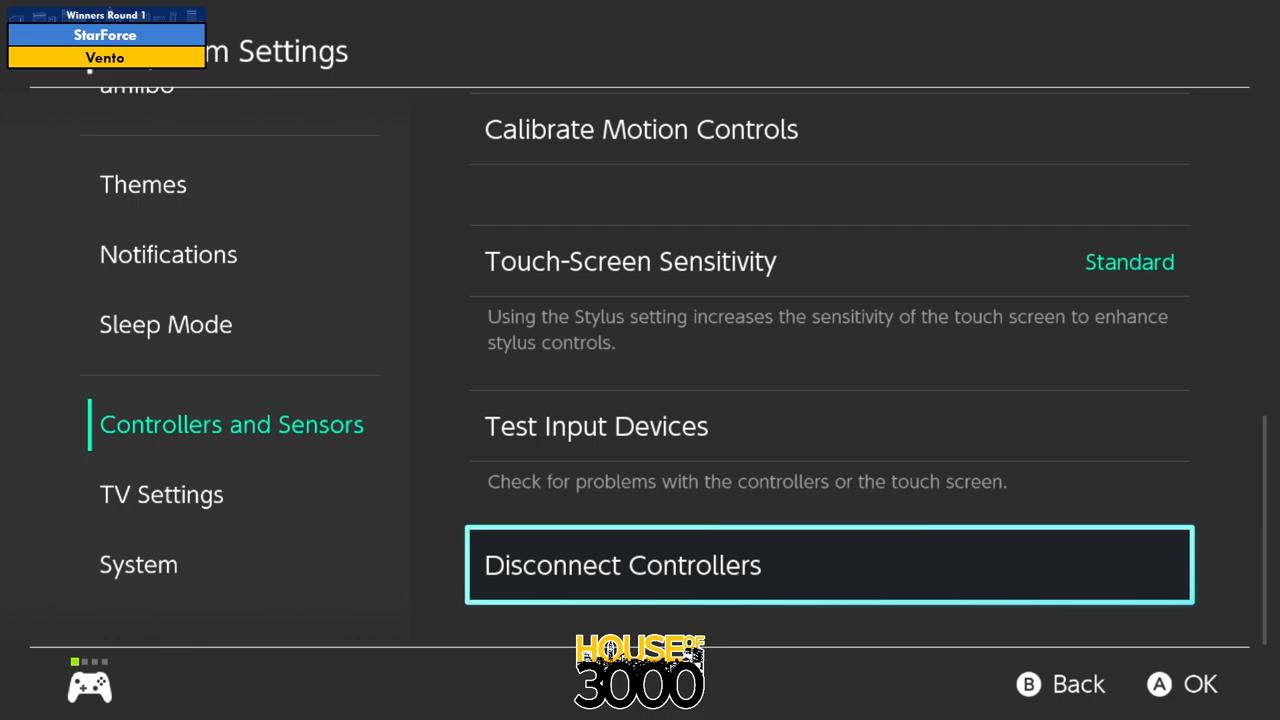 Winners Round 1
StarForce
Vento
m Settings
amiibo
Themes
Notifications
Sleep Mode
Controllers and Sensors
TV Settings
System
Calibrate Motion Controls
Touch-Screen Sensitivity Standard
Using the Stylus setting increases the sensitivity of the touch screen to enhance
stylus controls.
Test Input Devices
Check for problems with the controllers or the touch screen.
Disconnect Controllers
HOUSE OF
3000
B Back A OK